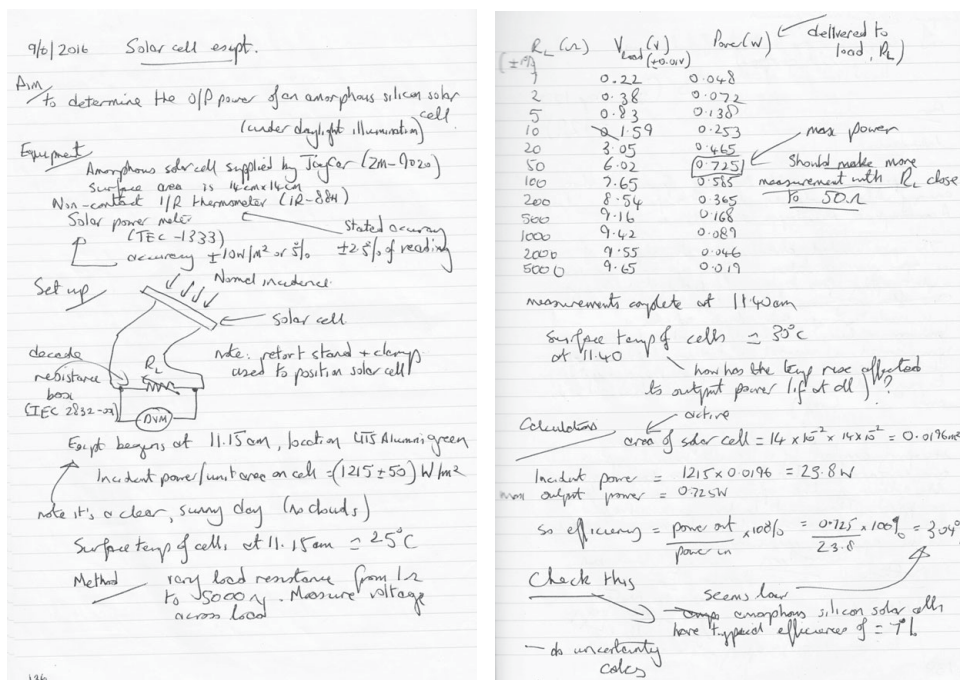 9/6/2016 Solar cell expt.
Aim
to determine the O/P power of an amorphous silicon solar
cell
(under daylight illumination)
Equipment
Amorphous solar cell supplied by Jaycar (ZM-9020)
surface area is 14cm x 14cm
Non-contact I/R thermometer (IR-884)
Solar power meter
(TEC-1333)
Stated accuracy
±2.5% of reading
accuracy ±10W/m² or 5%
Set up
Normal incidence
solar cell
decade
resistance
box
(IEC 2832-
R_L
DVM
note: retort stand + clamps
used to position solar cell
Expt begins at 11.15am, location UTS Alumni green
Incident power/unit area on cell = (1215 ± 50) W/m²
note it's a clear, sunny day (no clouds)
Surface temp of cells at 11.15am ≃ 25°C
Method vary load resistance from 1Ω
to 5000Ω. Measure voltage
across load
136
R_L (Ω) V_load (V) Power (W) delivered to
load, R_L)
(±1%) (±0.01V)
1 0.22 0.048
2 0.38 0.072
5 0.83 0.138
10 1.59 0.253
20 3.05 0.465
50 6.02 0.725
100 7.65 0.585
200 8.54 0.365
500 9.16 0.168
1000 9.42 0.089
2000 9.55 0.046
5000 9.65 0.019
max power
Should make more
measurement with R_L close
to 50Ω
measurements complete at 11.40am
surface temp of cells ≃ 30°C
at 11.40
how has the temp rise affected
to output power (if at all)?
Calculations
active
area of solar cell = 14 x 10⁻² x 14 x 10⁻² = 0.0196m²
Incident power = 1215 x 0.0196 = 23.8W
max output power = 0.725W
so efficiency = power out / power in x 100% = 0.725 / 23.8 x 100% = 3.04%
Check this
seems low
amorphous silicon solar cells
have typical efficiences of ≃ 7%
- do uncertainty
calcs